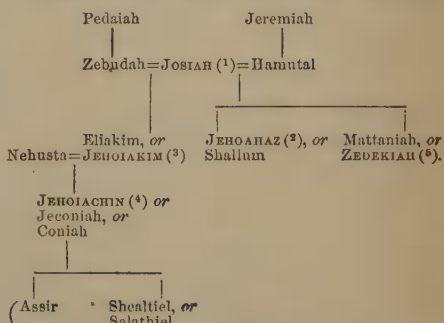 Pedaiah Jeremiah
Zebudah=JOSIAH (1)=Hamutal
Eliakim, or JEHOAHAZ (2), or Mattaniah, or
Nehusta=JEHOIAKIM (3) Shallum ZEDEKIAH (5).
JEHOIACHIN (4) or
Jeconiah, or
Coniah
(Assir Shealtiel, or
Salathiel